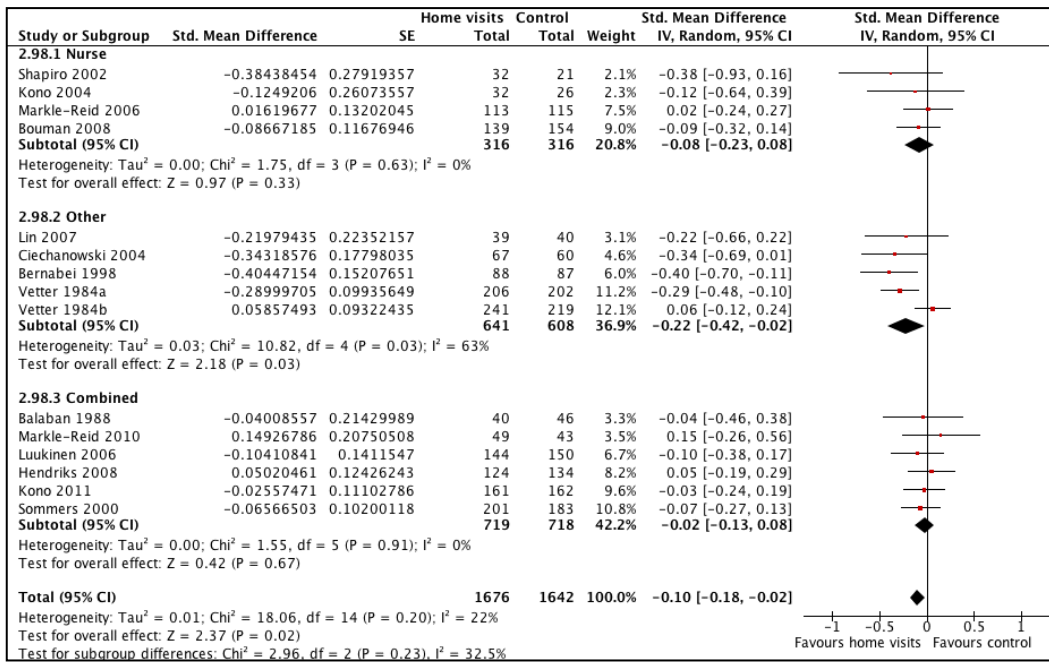 Home visits Control Std. Mean Difference Std. Mean Difference
Study or Subgroup Std. Mean Difference SE Total Total Weight IV, Random, 95% CI IV, Random, 95% CI
2.98.1 Nurse
Shapiro 2002 -0.38438454 0.27919357 32 21 2.1% -0.38 [-0.93, 0.16]
Kono 2004 -0.1249206 0.26073557 32 26 2.3% -0.12 [-0.64, 0.39]
Markle-Reid 2006 0.01619677 0.13202045 113 115 7.5% 0.02 [-0.24, 0.27]
Bouman 2008 -0.08667185 0.11676946 139 154 9.0% -0.09 [-0.32, 0.14]
Subtotal (95% CI) 316 316 20.8% -0.08 [-0.23, 0.08]
Heterogeneity: Tau² = 0.00; Chi² = 1.75, df = 3 (P = 0.63); I² = 0%
Test for overall effect: Z = 0.97 (P = 0.33)
2.98.2 Other
Lin 2007 -0.21979435 0.22352157 39 40 3.1% -0.22 [-0.66, 0.22]
Ciechanowski 2004 -0.34318576 0.17798035 67 60 4.6% -0.34 [-0.69, 0.01]
Bernabei 1998 -0.40447154 0.15207651 88 87 6.0% -0.40 [-0.70, -0.11]
Vetter 1984a -0.28999705 0.09935649 206 202 11.2% -0.29 [-0.48, -0.10]
Vetter 1984b 0.05857493 0.09322435 241 219 12.1% 0.06 [-0.12, 0.24]
Subtotal (95% CI) 641 608 36.9% -0.22 [-0.42, -0.02]
Heterogeneity: Tau² = 0.03; Chi² = 10.82, df = 4 (P = 0.03); I² = 63%
Test for overall effect: Z = 2.18 (P = 0.03)
2.98.3 Combined
Balaban 1988 -0.04008557 0.21429989 40 46 3.3% -0.04 [-0.46, 0.38]
Markle-Reid 2010 0.14926786 0.20750508 49 43 3.5% 0.15 [-0.26, 0.56]
Luukinen 2006 -0.10410841 0.1411547 144 150 6.7% -0.10 [-0.38, 0.17]
Hendriks 2008 0.05020461 0.12426243 124 134 8.2% 0.05 [-0.19, 0.29]
Kono 2011 -0.02557471 0.11102786 161 162 9.6% -0.03 [-0.24, 0.19]
Sommers 2000 -0.06566503 0.10200118 201 183 10.8% -0.07 [-0.27, 0.13]
Subtotal (95% CI) 719 718 42.2% -0.02 [-0.13, 0.08]
Heterogeneity: Tau² = 0.00; Chi² = 1.55, df = 5 (P = 0.91); I² = 0%
Test for overall effect: Z = 0.42 (P = 0.67)
Total (95% CI) 1676 1642 100.0% -0.10 [-0.18, -0.02]
Heterogeneity: Tau² = 0.01; Chi² = 18.06, df = 14 (P = 0.20); I² = 22%
Test for overall effect: Z = 2.37 (P = 0.02)
Test for subgroup differences: Chi² = 2.96, df = 2 (P = 0.23), I² = 32.5%
-1 -0.5 0 0.5 1
Favours home visits Favours control